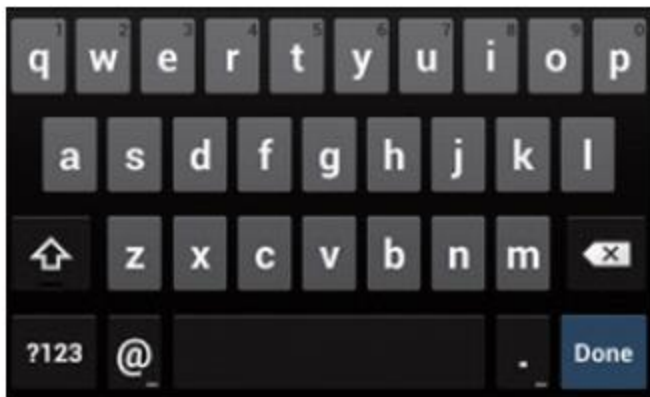 1 2 3 4 5 6 7 8 9 0
q w e r t y u i o p
a s d f g h j k l
z x c v b n m
?123 @ . Done